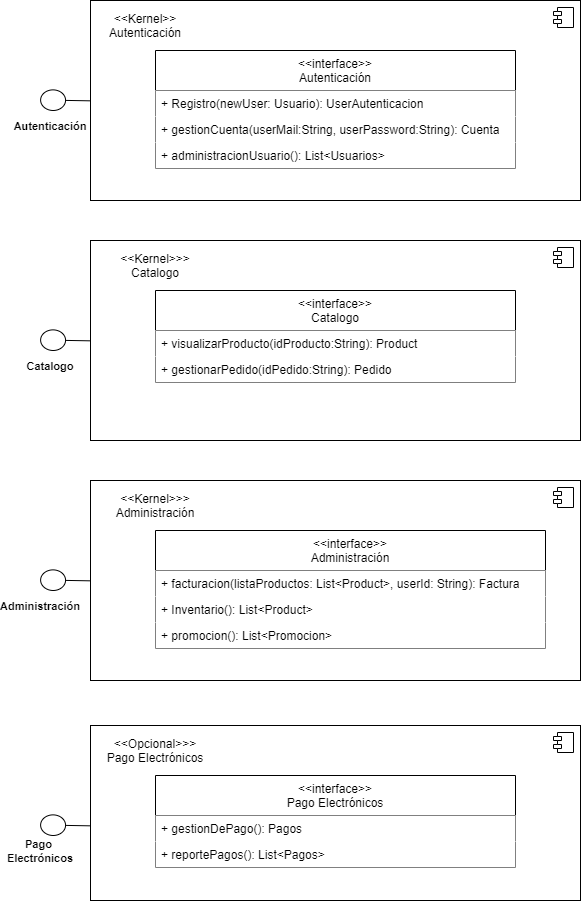 <<Kernel>>
Autenticación
<<interface>>
Autenticación
+ Registro(newUser: Usuario): UserAutenticacion
+ gestionCuenta(userMail:String, userPassword:String): Cuenta
+ administracionUsuario(): List<Usuarios>
Autenticación
<<Kernel>>>
Catalogo
<<interface>>
Catalogo
+ visualizarProducto(idProducto:String): Product
+ gestionarPedido(idPedido:String): Pedido
Catalogo
<<Kernel>>>
Administración
<<interface>>
Administración
+ facturacion(listaProductos: List<Product>, userId: String): Factura
+ Inventario(): List<Product>
+ promocion(): List<Promocion>
Administración
<<Opcional>>>
Pago Electrónicos
<<interface>>
Pago Electrónicos
+ gestionDePago(): Pagos
+ reportePagos(): List<Pagos>
Pago
Electrónicos